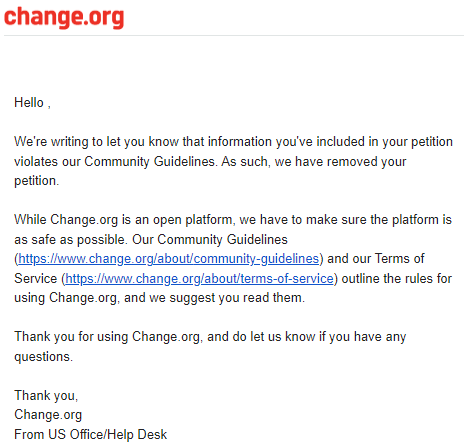 change.org
Hello ,
We're writing to let you know that information you've included in your petition
violates our Community Guidelines. As such, we have removed your
petition.
While Change.org is an open platform, we have to make sure the platform is
as safe as possible. Our Community Guidelines
(https://www.change.org/about/community-guidelines) and our Terms of
Service (https://www.change.org/about/terms-of-service) outline the rules for
using Change.org, and we suggest you read them.
Thank you for using Change.org, and do let us know if you have any
questions.
Thank you,
Change.org
From US Office/Help Desk